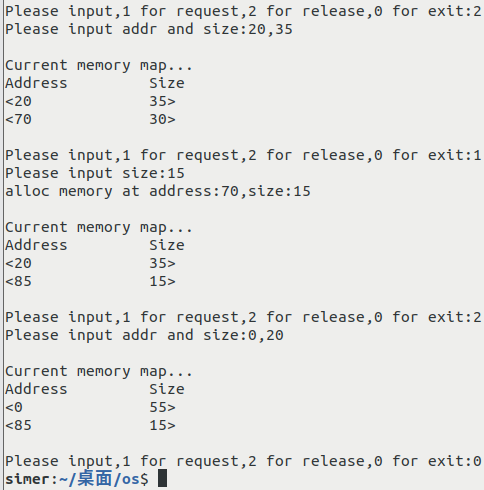 Please input,1 for request,2 for release,0 for exit:2
Please input addr and size:20,35
Current memory map...
Address Size
<20 35>
<70 30>
Please input,1 for request,2 for release,0 for exit:1
Please input size:15
alloc memory at address:70,size:15
Current memory map...
Address Size
<20 35>
<85 15>
Please input,1 for request,2 for release,0 for exit:2
Please input addr and size:0,20
Current memory map...
Address Size
<0 55>
<85 15>
Please input,1 for request,2 for release,0 for exit:0
simer:~/桌面/os$